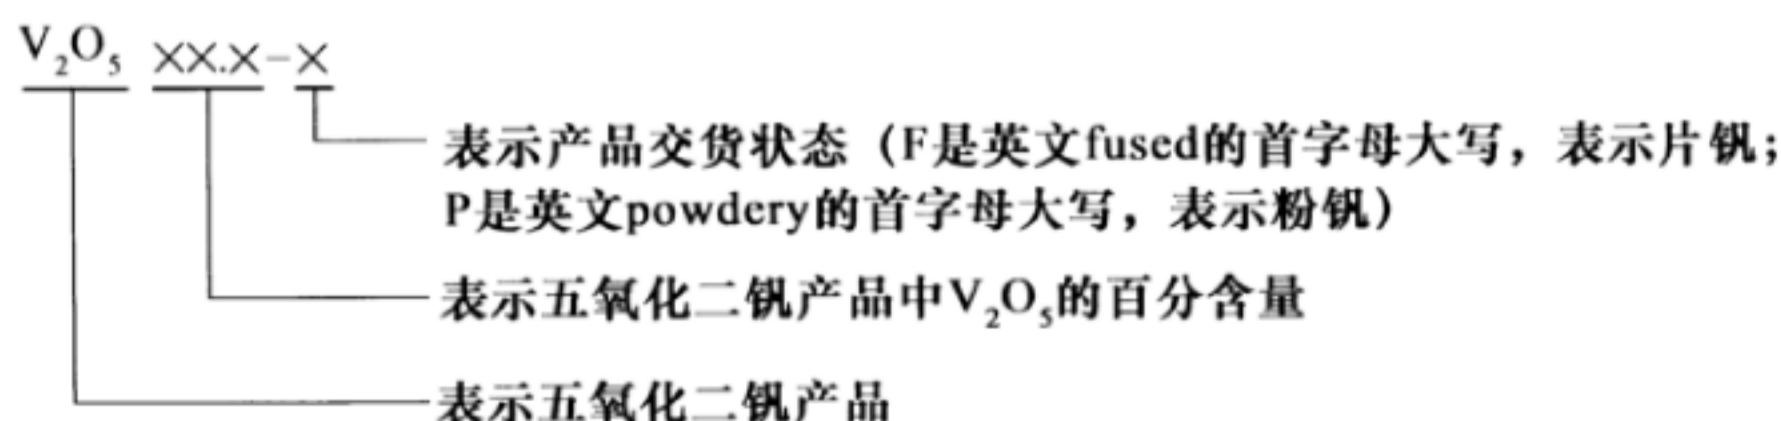 V₂O₅ ××.×-×
表示产品交货状态（F是英文fused的首字母大写，表示片钒；
P是英文powdery的首字母大写，表示粉钒）
表示五氧化二钒产品中V₂O₅的百分含量
表示五氧化二钒产品